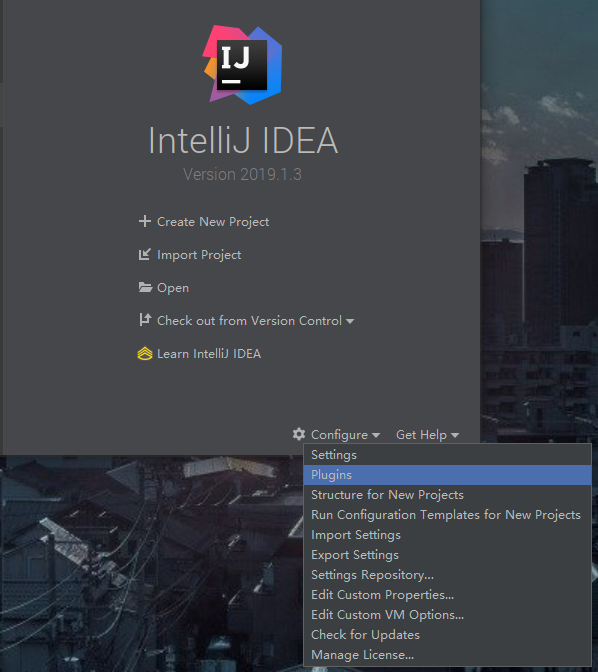 IJ
IntelliJ IDEA
Version 2019.1.3
Create New Project
Import Project
Open
Check out from Version Control
Learn IntelliJ IDEA
Configure Get Help
Settings
Plugins
Structure for New Projects
Run Configuration Templates for New Projects
Import Settings
Export Settings
Settings Repository...
Edit Custom Properties...
Edit Custom VM Options...
Check for Updates
Manage License...